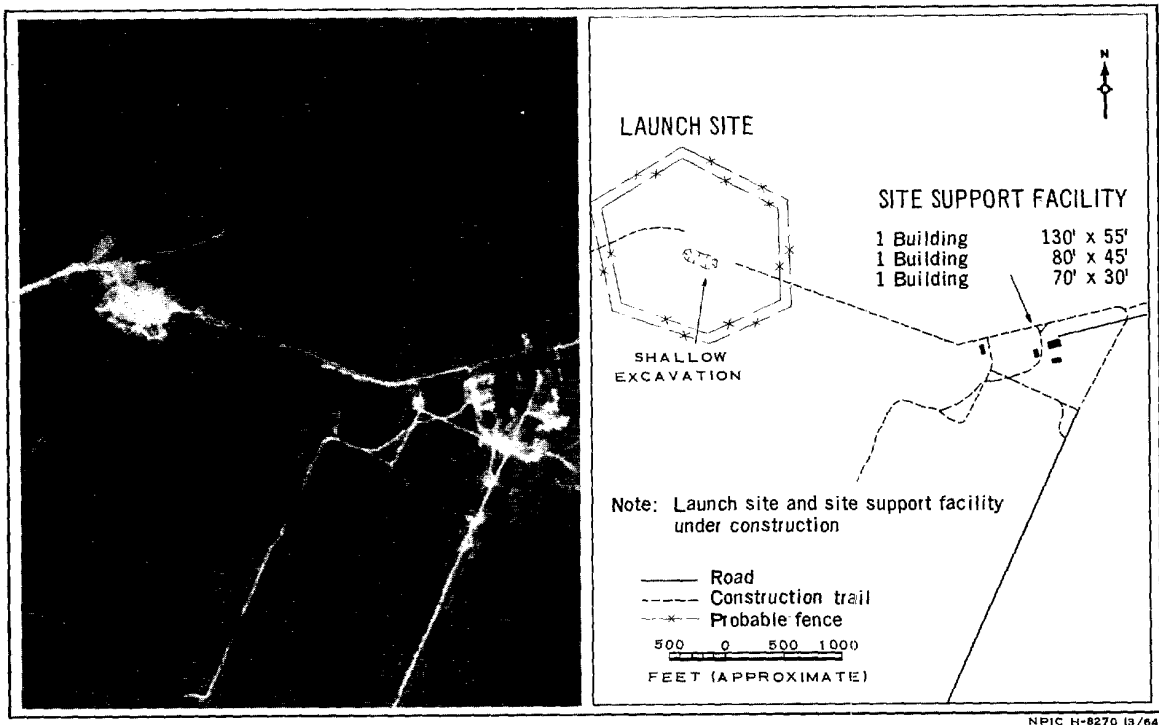 N
LAUNCH SITE
SITE SUPPORT FACILITY
1 Building 130' X 55'
1 Building 80' X 45'
1 Building 70' X 30'
SHALLOW
EXCAVATION
Note: Launch site and site support facility
under construction
Road
Construction trail
Probable fence
500 0 500 1000
FEET (APPROXIMATE)
NPIC H-8270 (3/64